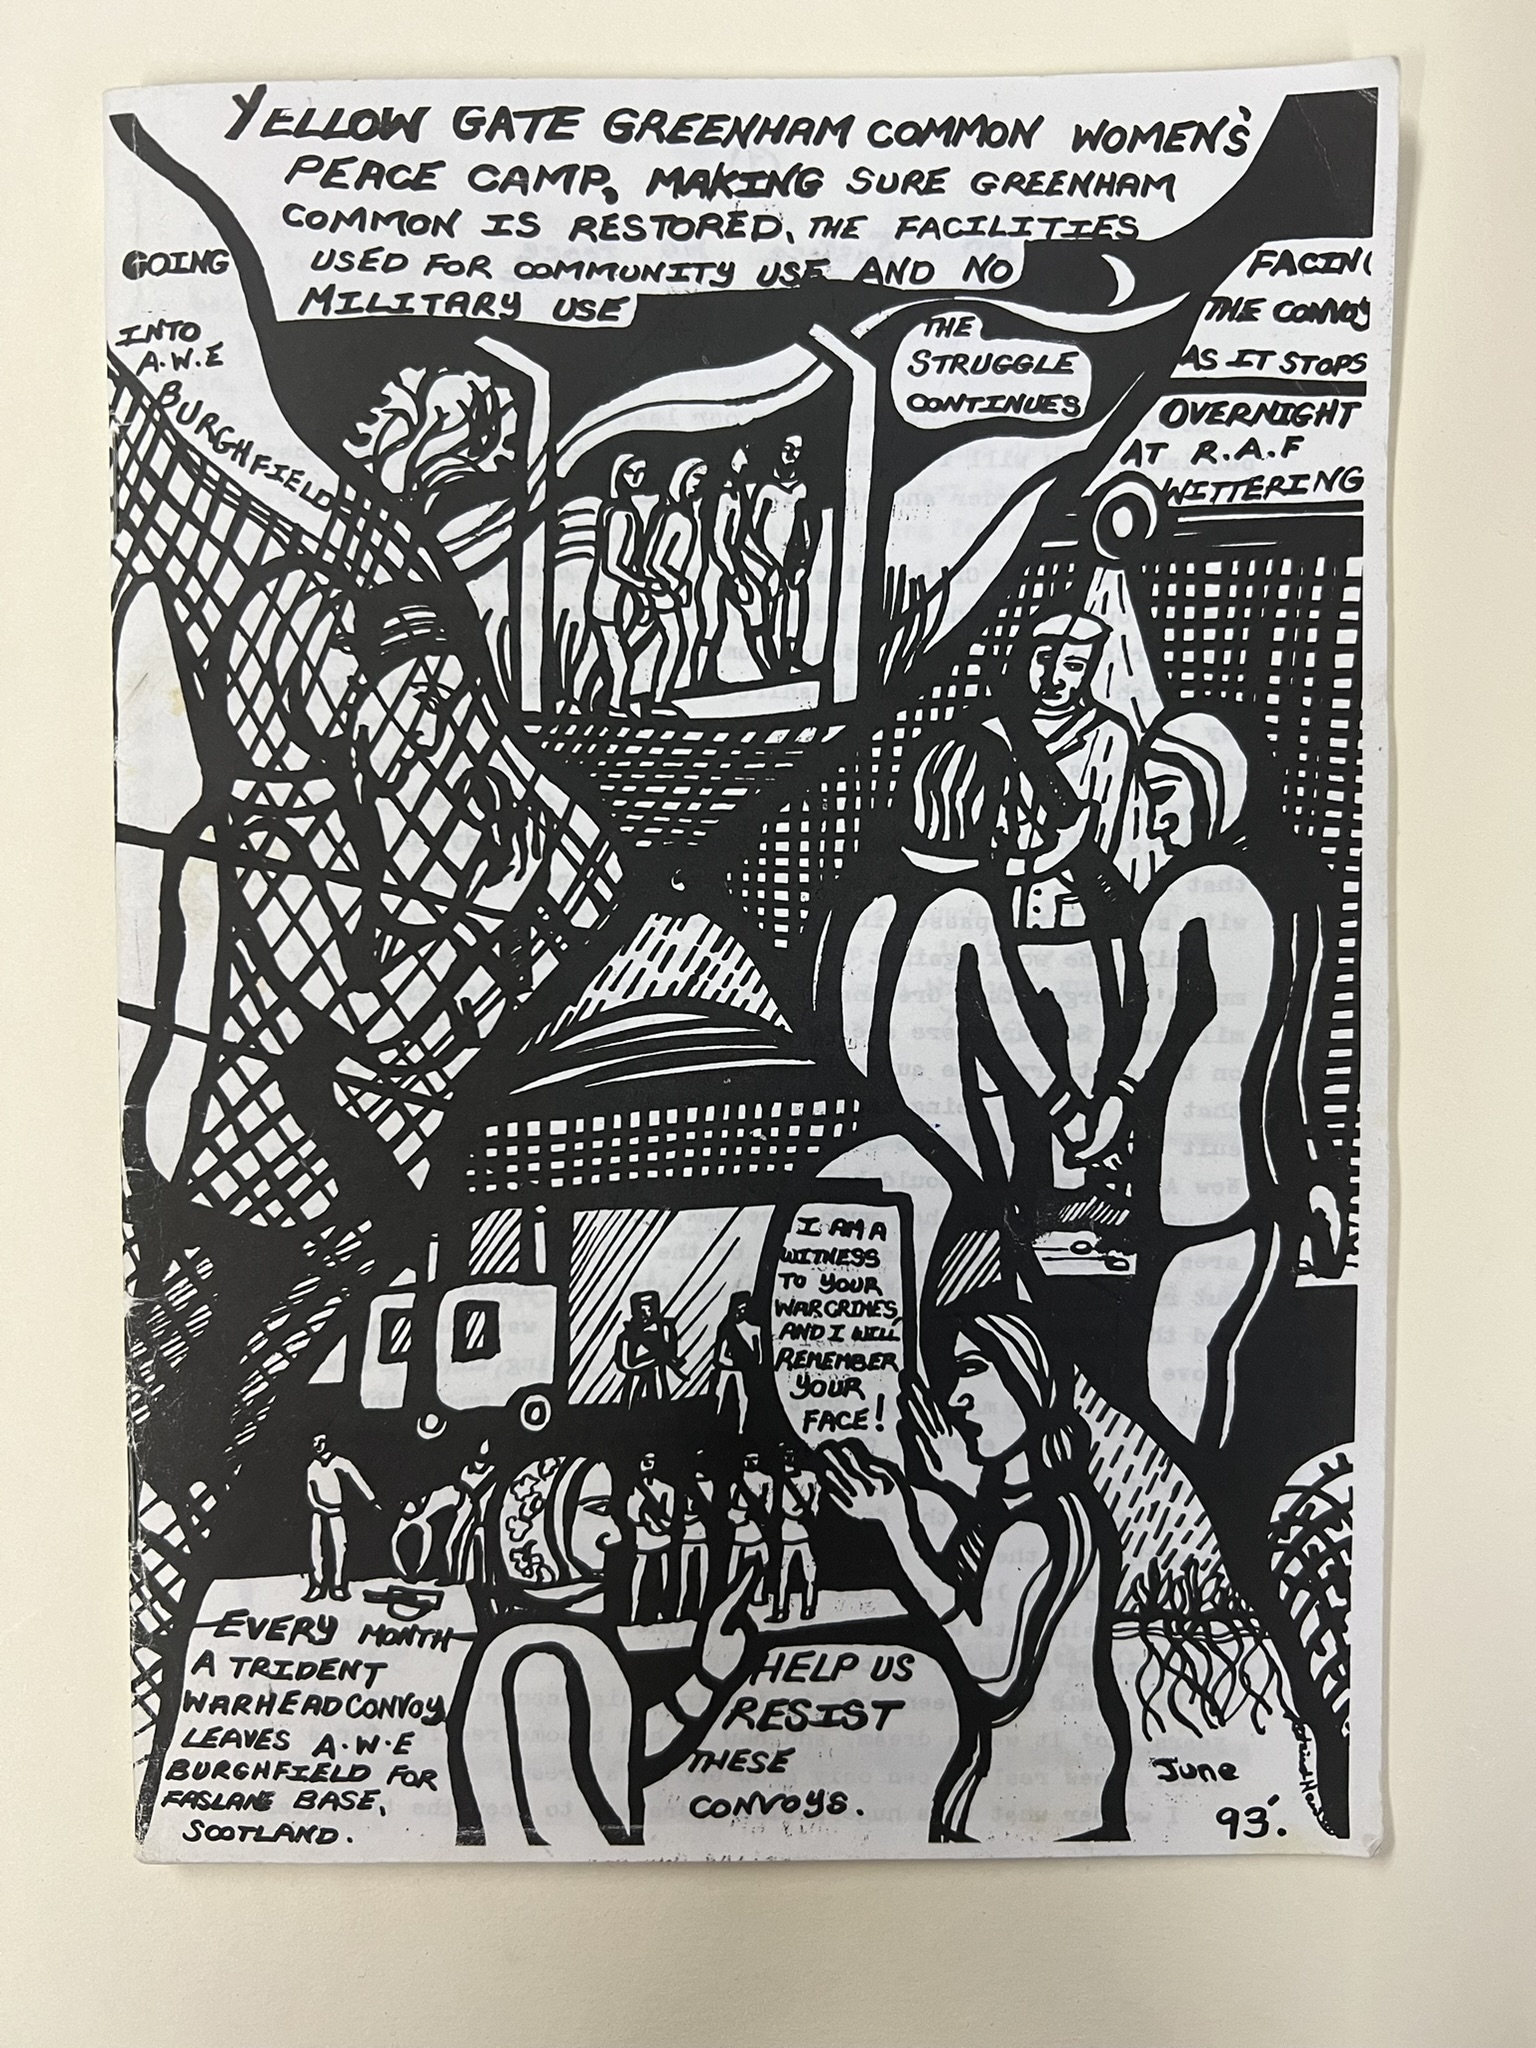 YELLOW GATE GREENHAM COMMON WOMEN'S
PEACE CAMP, MAKING SURE GREENHAM
COMMON IS RESTORED. THE FACILITIES
USED FOR COMMUNITY USE AND NO
MILITARY USE
GOING
INTO
A.W.E
BURGHFIELD
THE
STRUGGLE
CONTINUES
FACIN
THE CONVOY
AS IT STOPS
OVERNIGHT
AT R.A.F
WITTERING
I AM A
WITNESS
TO YOUR
WARCRIMES,
AND I WILL
REMEMBER
YOUR
FACE!
EVERY MONTH
A TRIDENT
WARHEAD CONVOY
LEAVES A.W.E
BURGHFIELD FOR
FASLANE BASE,
SCOTLAND.
HELP US
RESIST
THESE
CONVOYS.
June
93'.